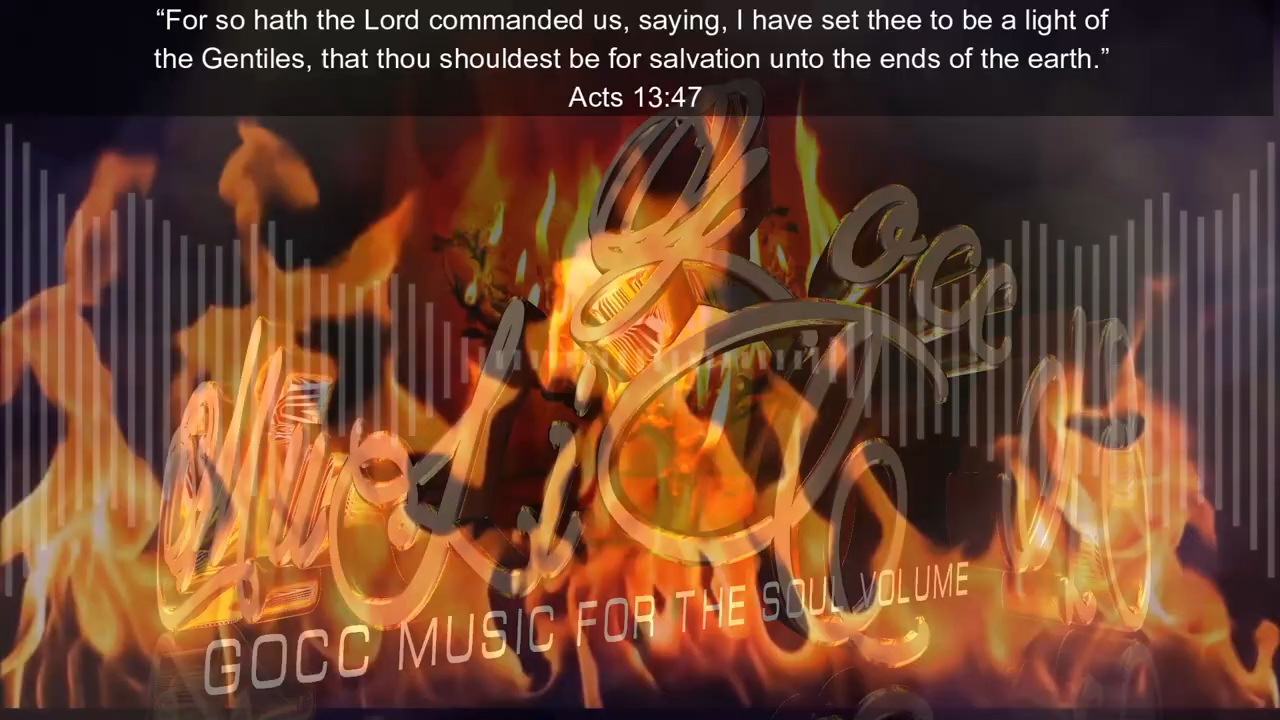 “For so hath the Lord commanded us, saying, I have set thee to be a light of
the Gentiles, that thou shouldest be for salvation unto the ends of the earth.”
Acts 13:47
GOCC MUSIC FOR THE SOUL VOLUME